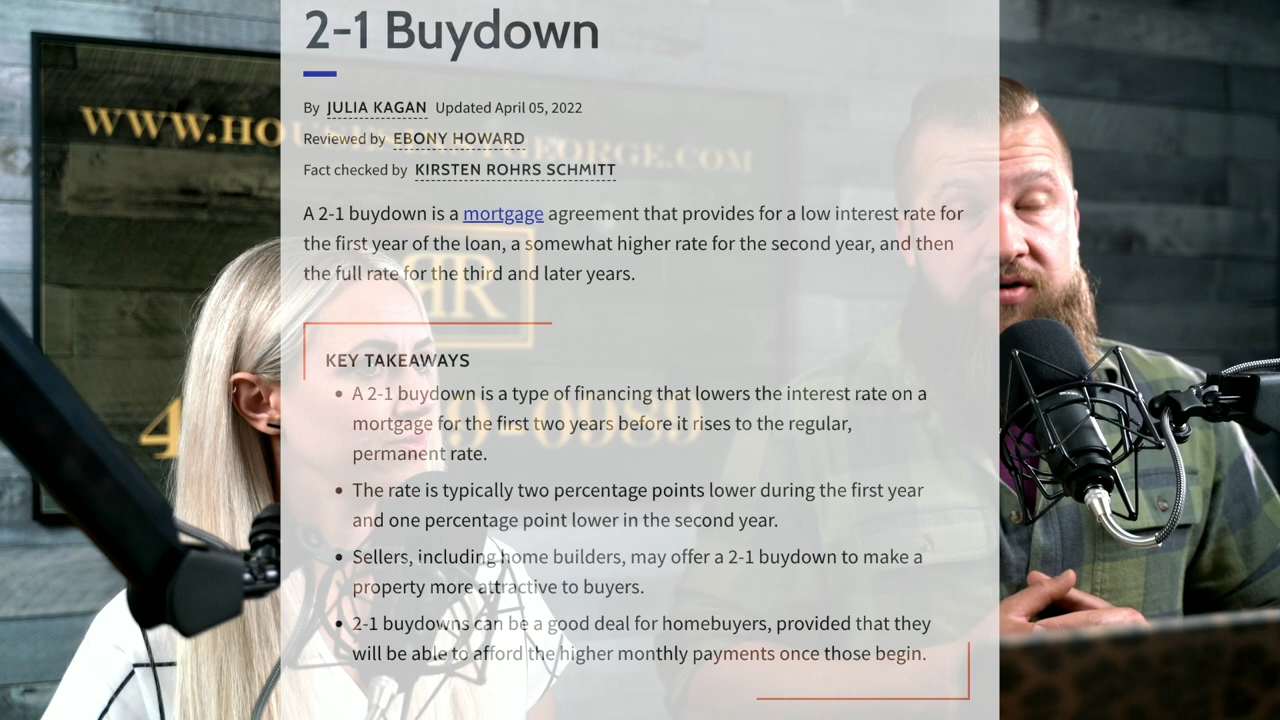 2-1 Buydown
By JULIA KAGAN Updated April 05, 2022
Reviewed by EBONY HOWARD
Fact checked by KIRSTEN ROHRS SCHMITT
A 2-1 buydown is a mortgage agreement that provides for a low interest rate for
the first year of the loan, a somewhat higher rate for the second year, and then
the full rate for the third and later years.
KEY TAKEAWAYS
• A 2-1 buydown is a type of financing that lowers the interest rate on a
mortgage for the first two years before it rises to the regular,
permanent rate.
• The rate is typically two percentage points lower during the first year
and one percentage point lower in the second year.
• Sellers, including home builders, may offer a 2-1 buydown to make a
property more attractive to buyers.
• 2-1 buydowns can be a good deal for homebuyers, provided that they
will be able to afford the higher monthly payments once those begin.